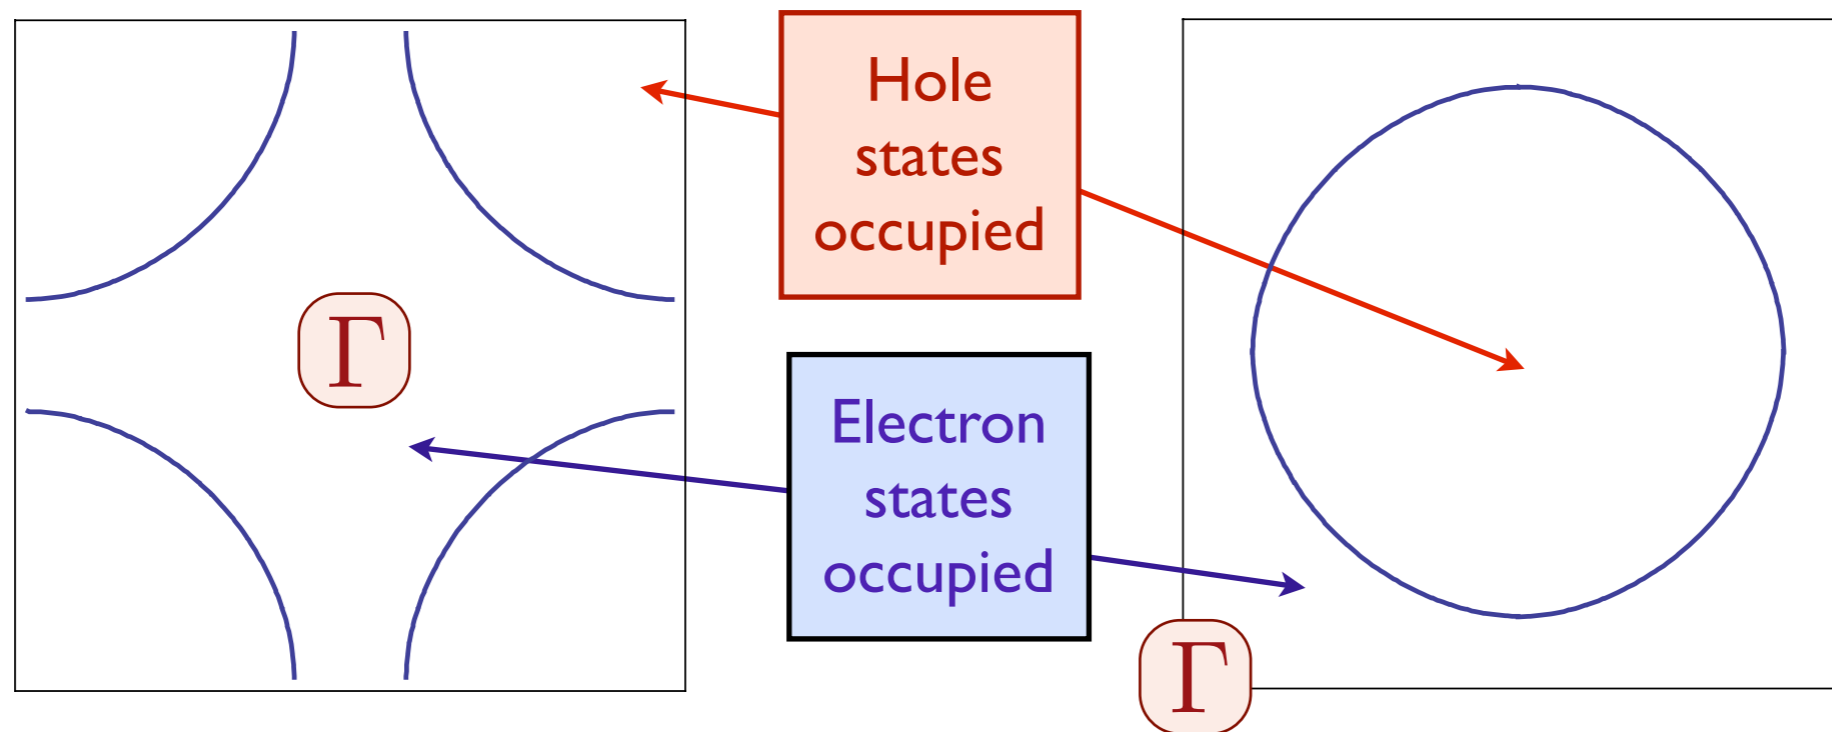 Hole
states
occupied
Γ
Electron
states
occupied
Γ